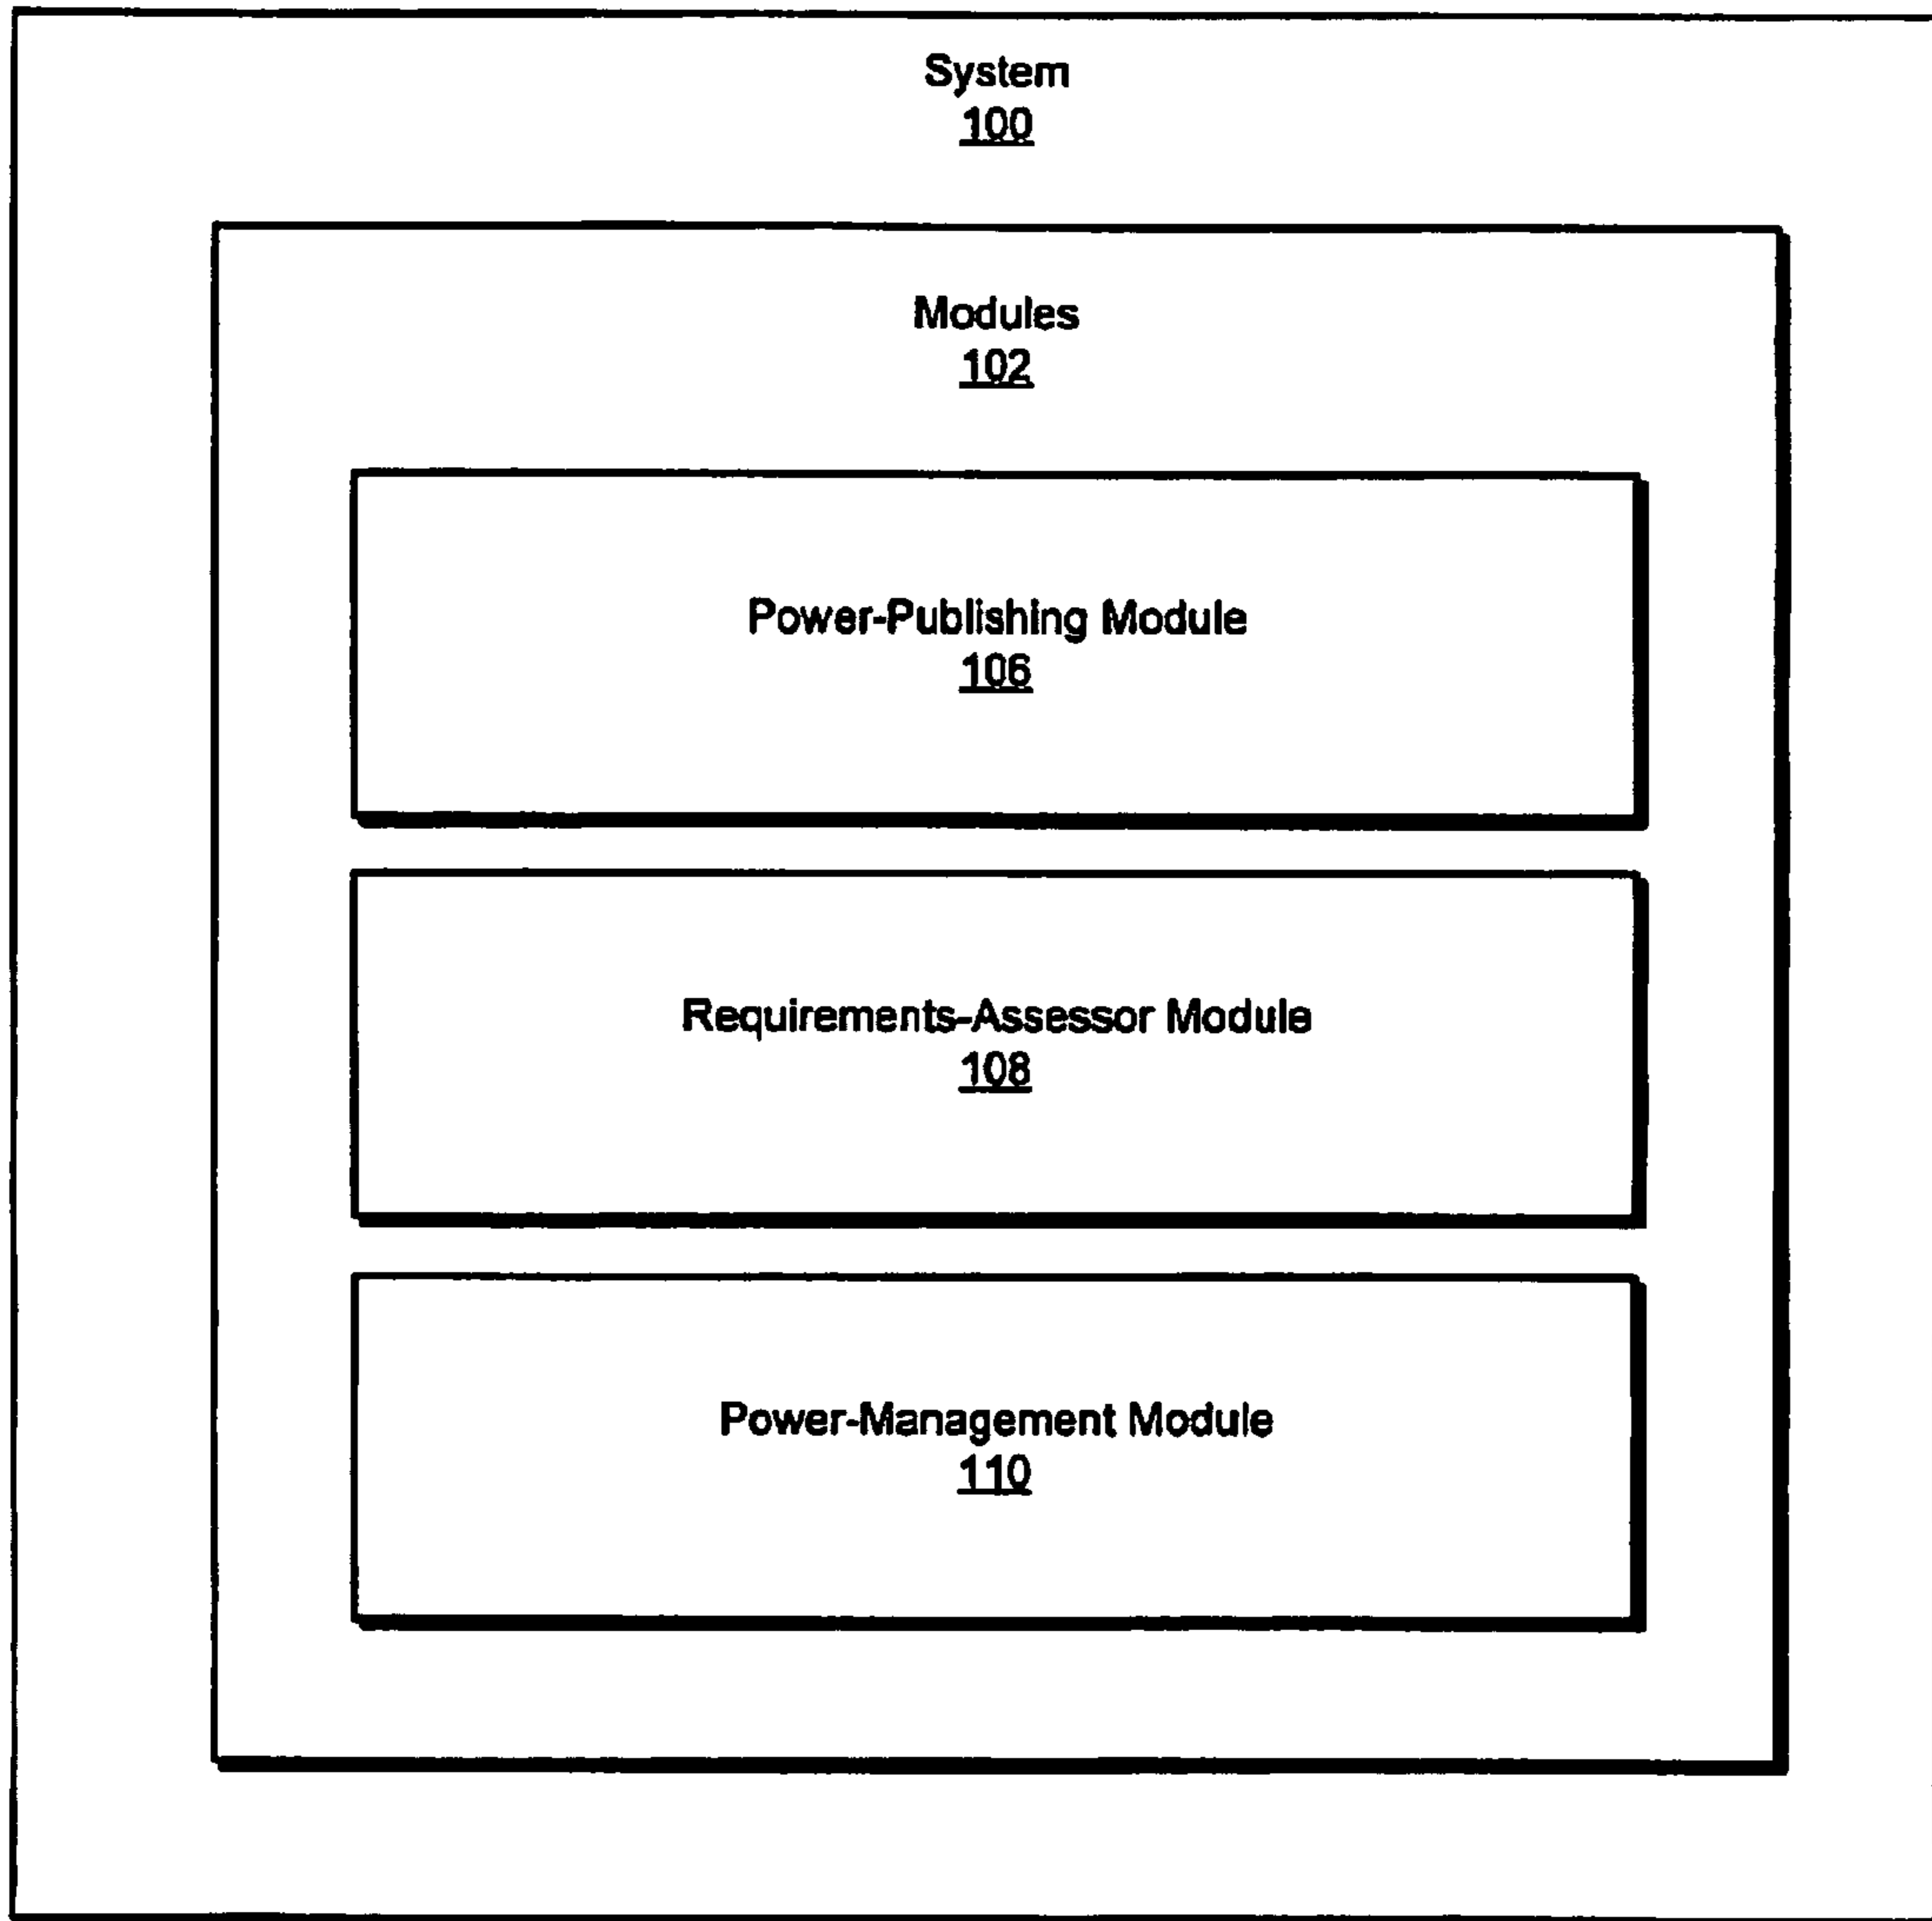 System
100
Modules
102
Power-Publishing Module
106
Requirements-Assessor Module
108
Power-Management Module
110